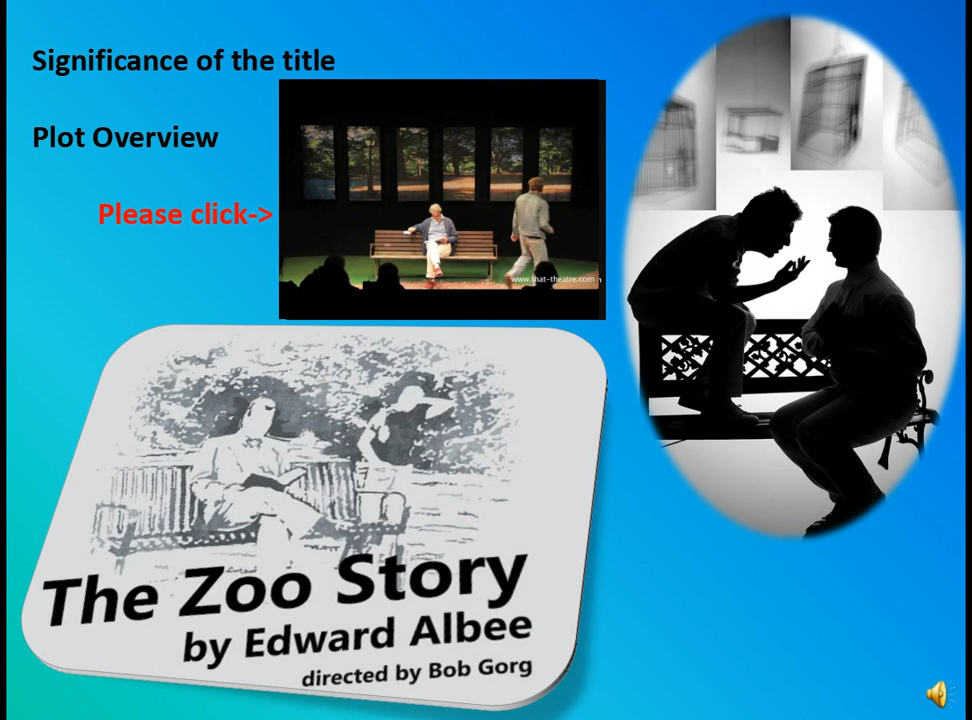 Significance of the title
Plot Overview
Please click->
www.that-theatre.com
The Zoo Story
by Edward Albee
directed by Bob Gorg